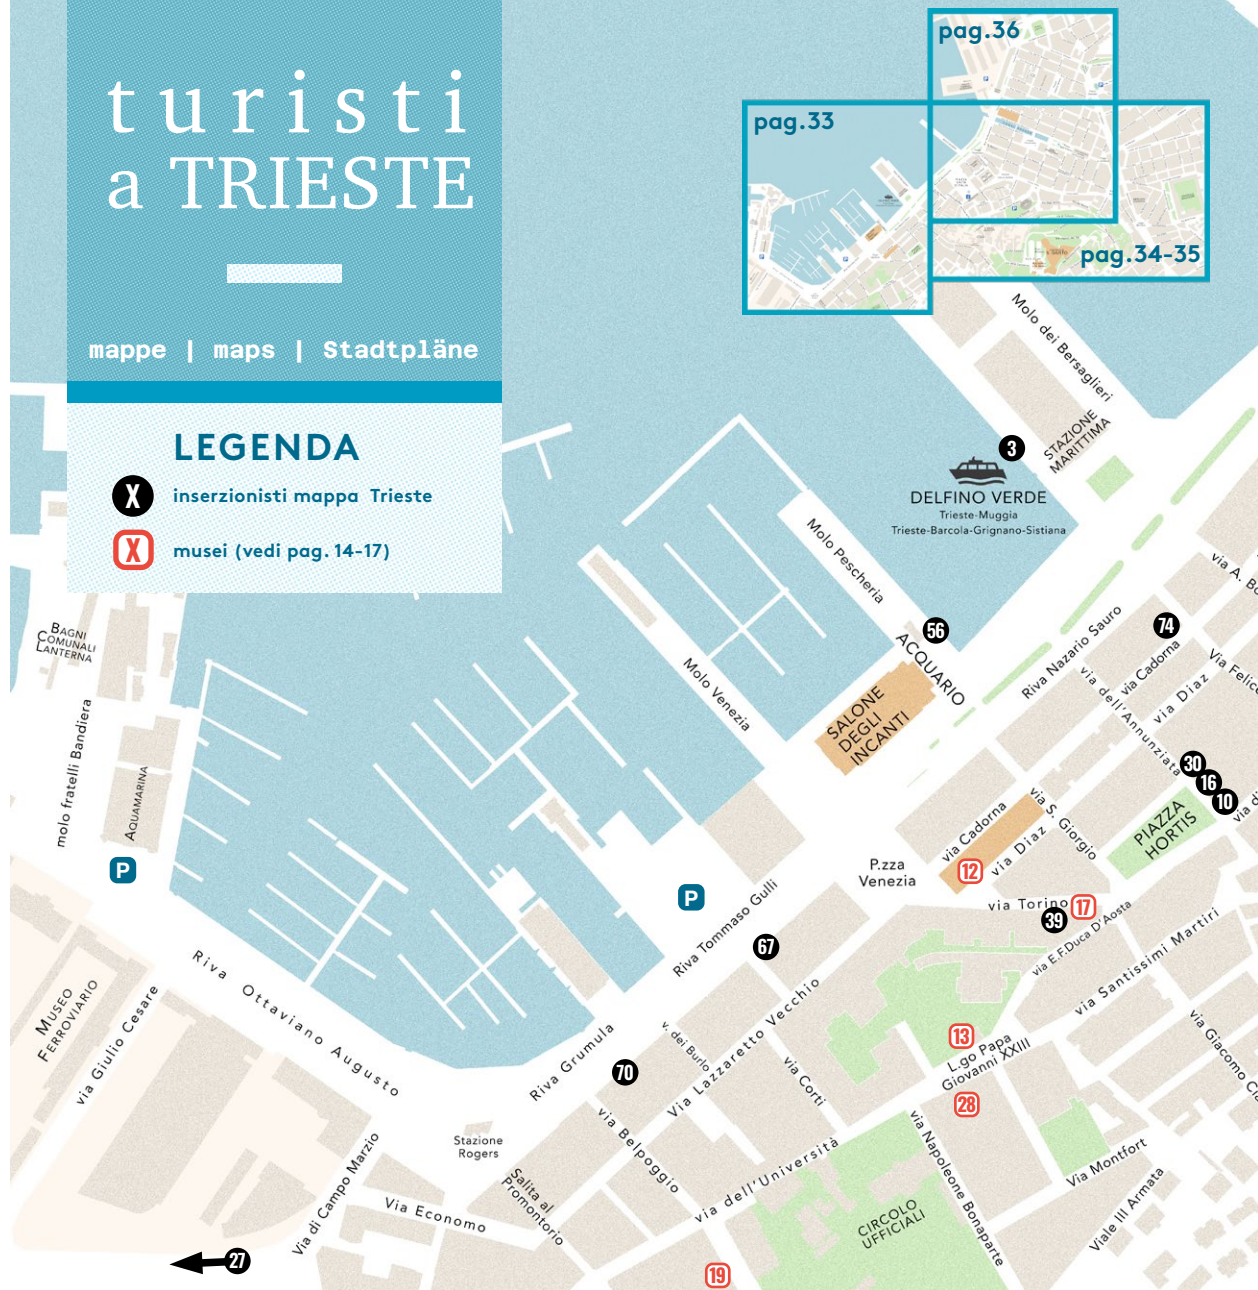 turisti
a TRIESTE
mappe | maps | Stadtpläne
LEGENDA
X inserzionisti mappa Trieste
X musei (vedi pag. 14-17)
pag.36
pag.33
pag.34-35
Molo dei Bersaglieri
STAZIONE
MARITTIMA
3
DELFINO VERDE
Trieste-Muggia
Trieste-Barcola-Grignano-Sistiana
Molo Pescheria
56
ACQUARIO
SALONE
DEGLI
INCANTI
Molo Venezia
Riva Nazario Sauro
74
via Cadorna
via A. Bo
Via Felic
via Diaz
via dell'Annunziata
30
16
10
via d
PIAZZA
HORTIS
via S. Giorgio
via Cadorna
via Diaz
12
P.zza
Venezia
via Torino
17
39
via E.F.Duca D'Aosta
via Santissimi Martiri
via Giacomo Cia
BAGNI
COMUNALI
LANTERNA
molo fratelli Bandiera
AQUAMARINA
P
P
Riva Tommaso Gulli
67
MUSEO
FERROVIARIO
via Giulio Cesare
Riva Ottaviano Augusto
Riva Grumula
70
v. dei Burlo
Via Lazzaretto Vecchio
via Corti
13
L.go Papa
Giovanni XXIII
28
via Belpoggio
Stazione
Rogers
Salita al
Promontorio
Via di Campo Marzio
Via Economo
via dell'Università
via Napoleone Bonaparte
CIRCOLO
UFFICIALI
Via Montfort
Viale III Armata
27
19